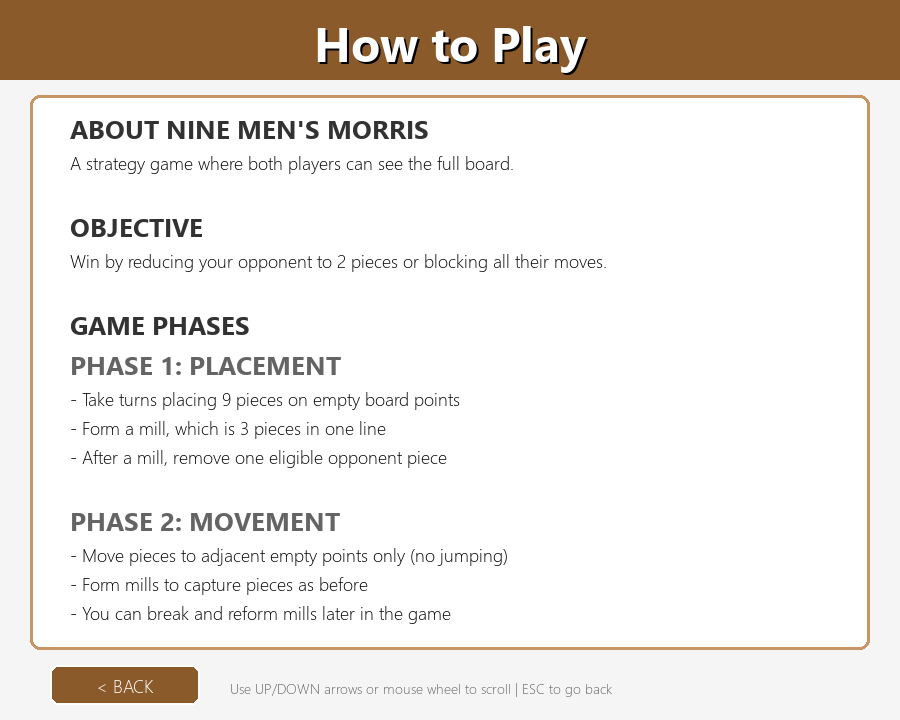 How to Play
ABOUT NINE MEN'S MORRIS
A strategy game where both players can see the full board.
OBJECTIVE
Win by reducing your opponent to 2 pieces or blocking all their moves.
GAME PHASES
PHASE 1: PLACEMENT
- Take turns placing 9 pieces on empty board points
- Form a mill, which is 3 pieces in one line
- After a mill, remove one eligible opponent piece
PHASE 2: MOVEMENT
- Move pieces to adjacent empty points only (no jumping)
- Form mills to capture pieces as before
- You can break and reform mills later in the game
< BACK
Use UP/DOWN arrows or mouse wheel to scroll | ESC to go back